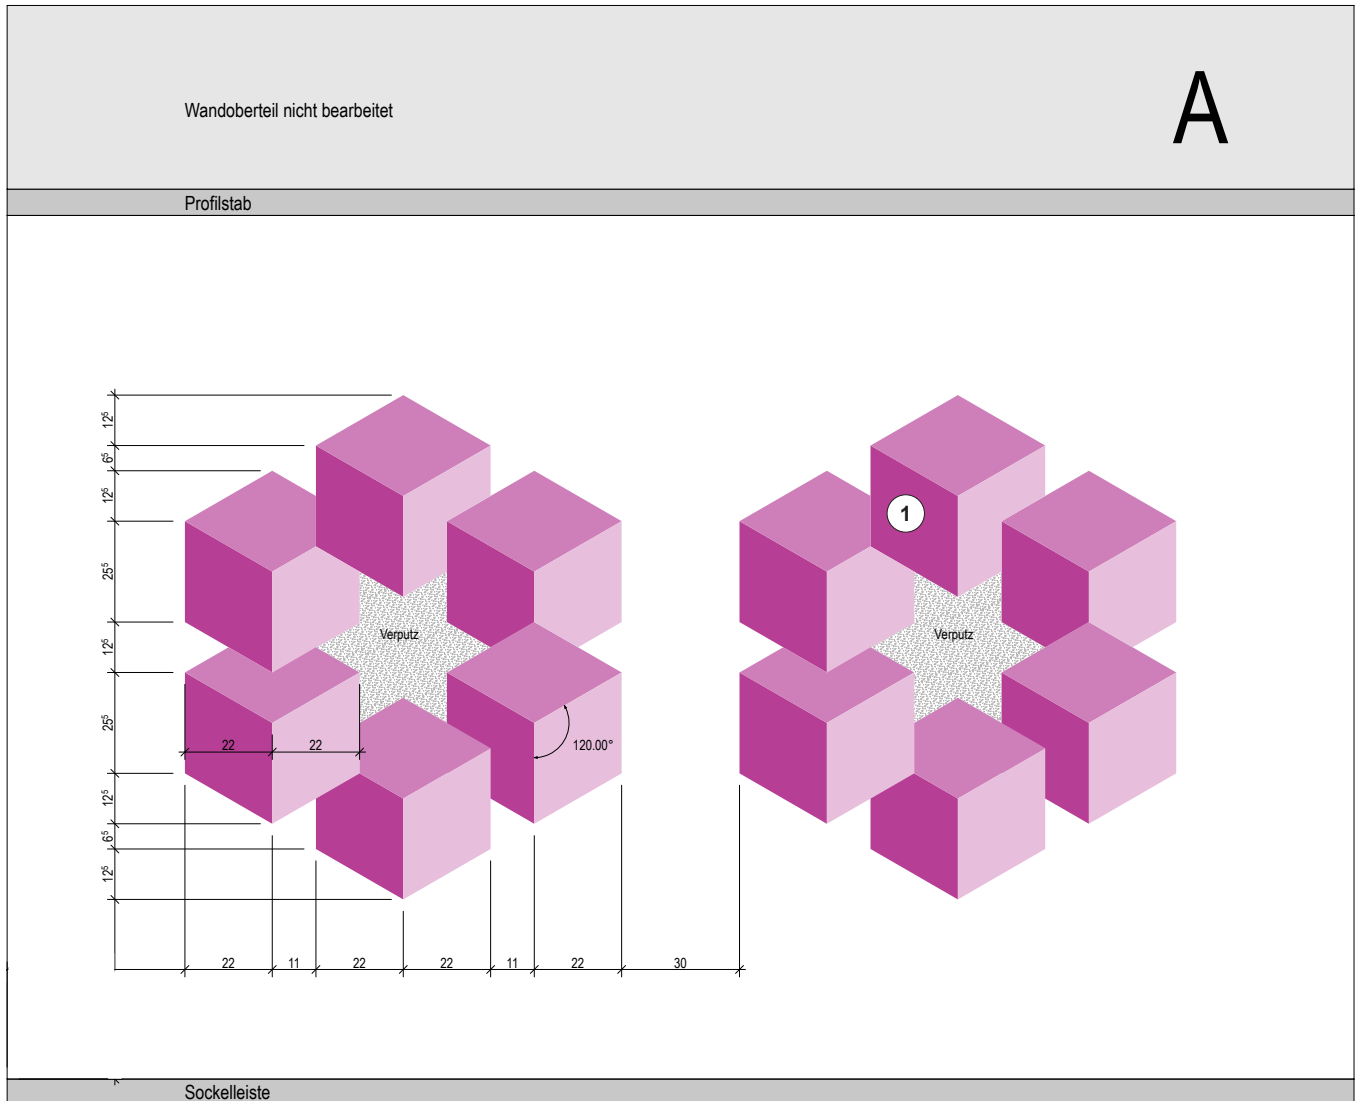 Wandoberteil nicht bearbeitet
A
Profilstab
12⁵
6⁵
12⁵
25⁵
12⁵
25⁵
12⁵
6⁵
12⁵
1
Verputz
Verputz
22 22
120.00°
22 11 22 22 11 22 30
Sockelleiste